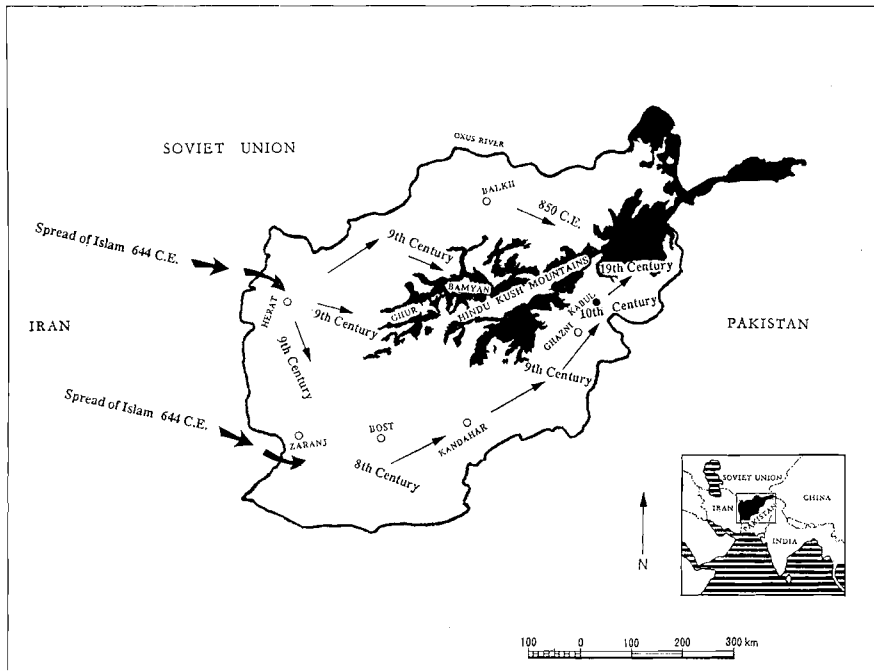 OXUS RIVER
SOVIET UNION
BALKH
850 C.E.
Spread of Islam 644 C.E.
9th Century
BAMYAN
HINDU KUSH MOUNTAINS
19th Century
GHUR
HERAT
9th Century
KABUL
10th Century
IRAN
PAKISTAN
GHAZNI
9th Century
9th Century
Spread of Islam 644 C.E.
ZARANJ
BOST
KANDAHAR
8th Century
SOVIET UNION
IRAN
CHINA
PAKISTAN
INDIA
N
100 0 100 200 300 km